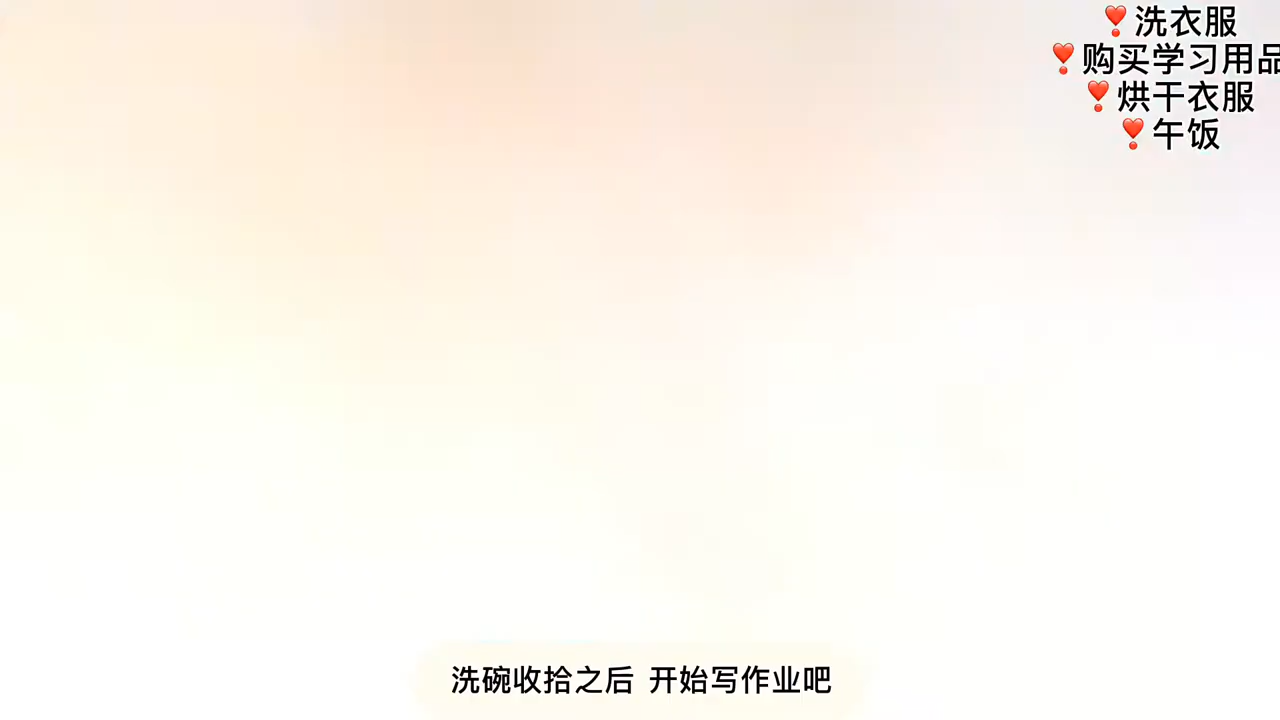 ❣️洗衣服
❣️购买学习用品
❣️烘干衣服
❣️午饭
洗碗收拾之后 开始写作业吧